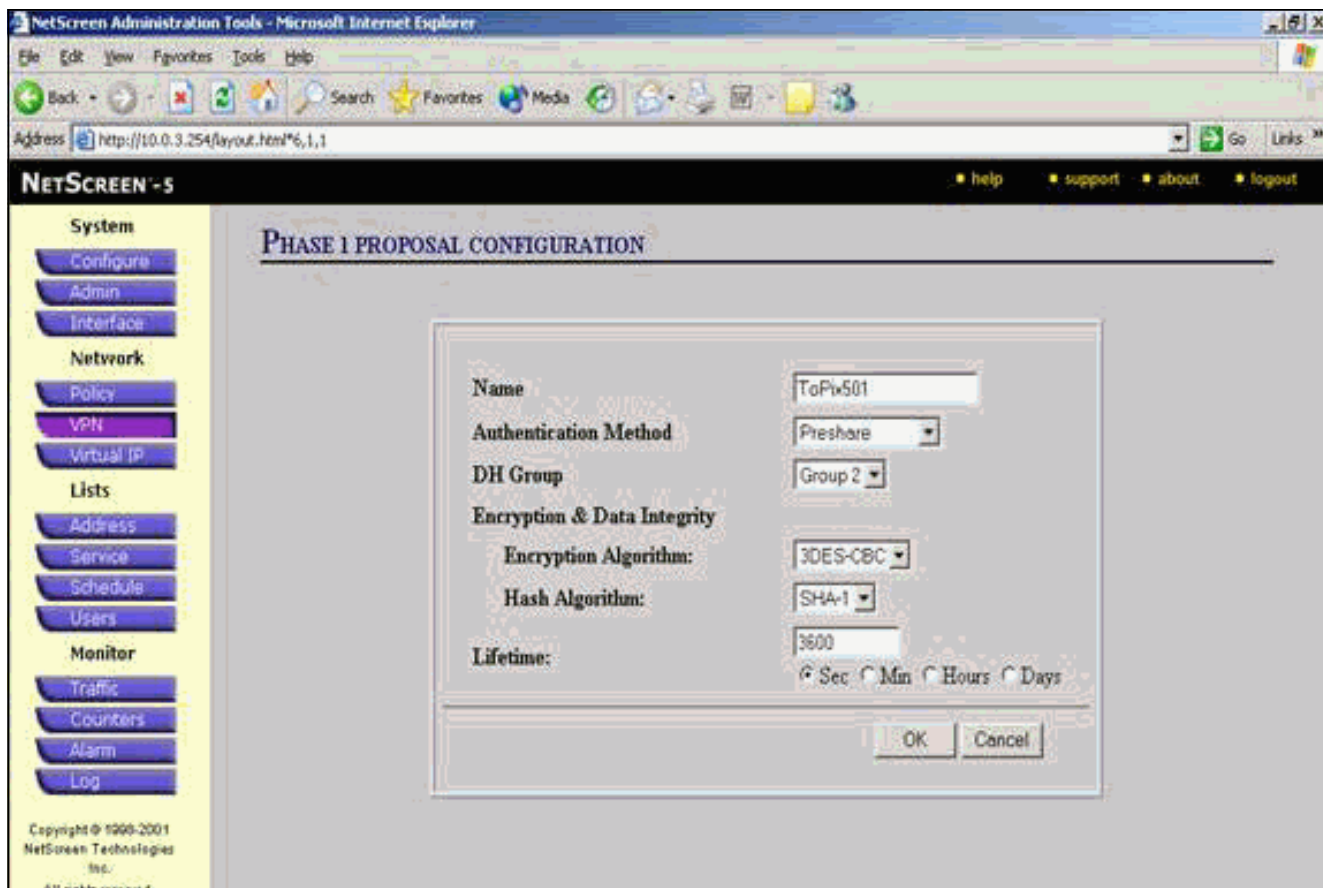 NetScreen Administration Tools - Microsoft Internet Explorer
File Edit View Favorites Tools Help
Back Search Favorites Media
Address http://10.0.3.254/layout.html*6,1,1 Go Links »
NETSCREEN-5 help support about logout
System
Configure
Admin
Interface
Network
Policy
VPN
Virtual IP
Lists
Address
Service
Schedule
Users
Monitor
Traffic
Counters
Alarm
Log
Copyright © 1998-2001
NetScreen Technologies
Inc.
All rights reserved
PHASE 1 PROPOSAL CONFIGURATION
Name ToPix501
Authentication Method Preshare
DH Group Group 2
Encryption & Data Integrity
Encryption Algorithm: 3DES-CBC
Hash Algorithm: SHA-1
Lifetime: 3600
Sec Min Hours Days
OK Cancel